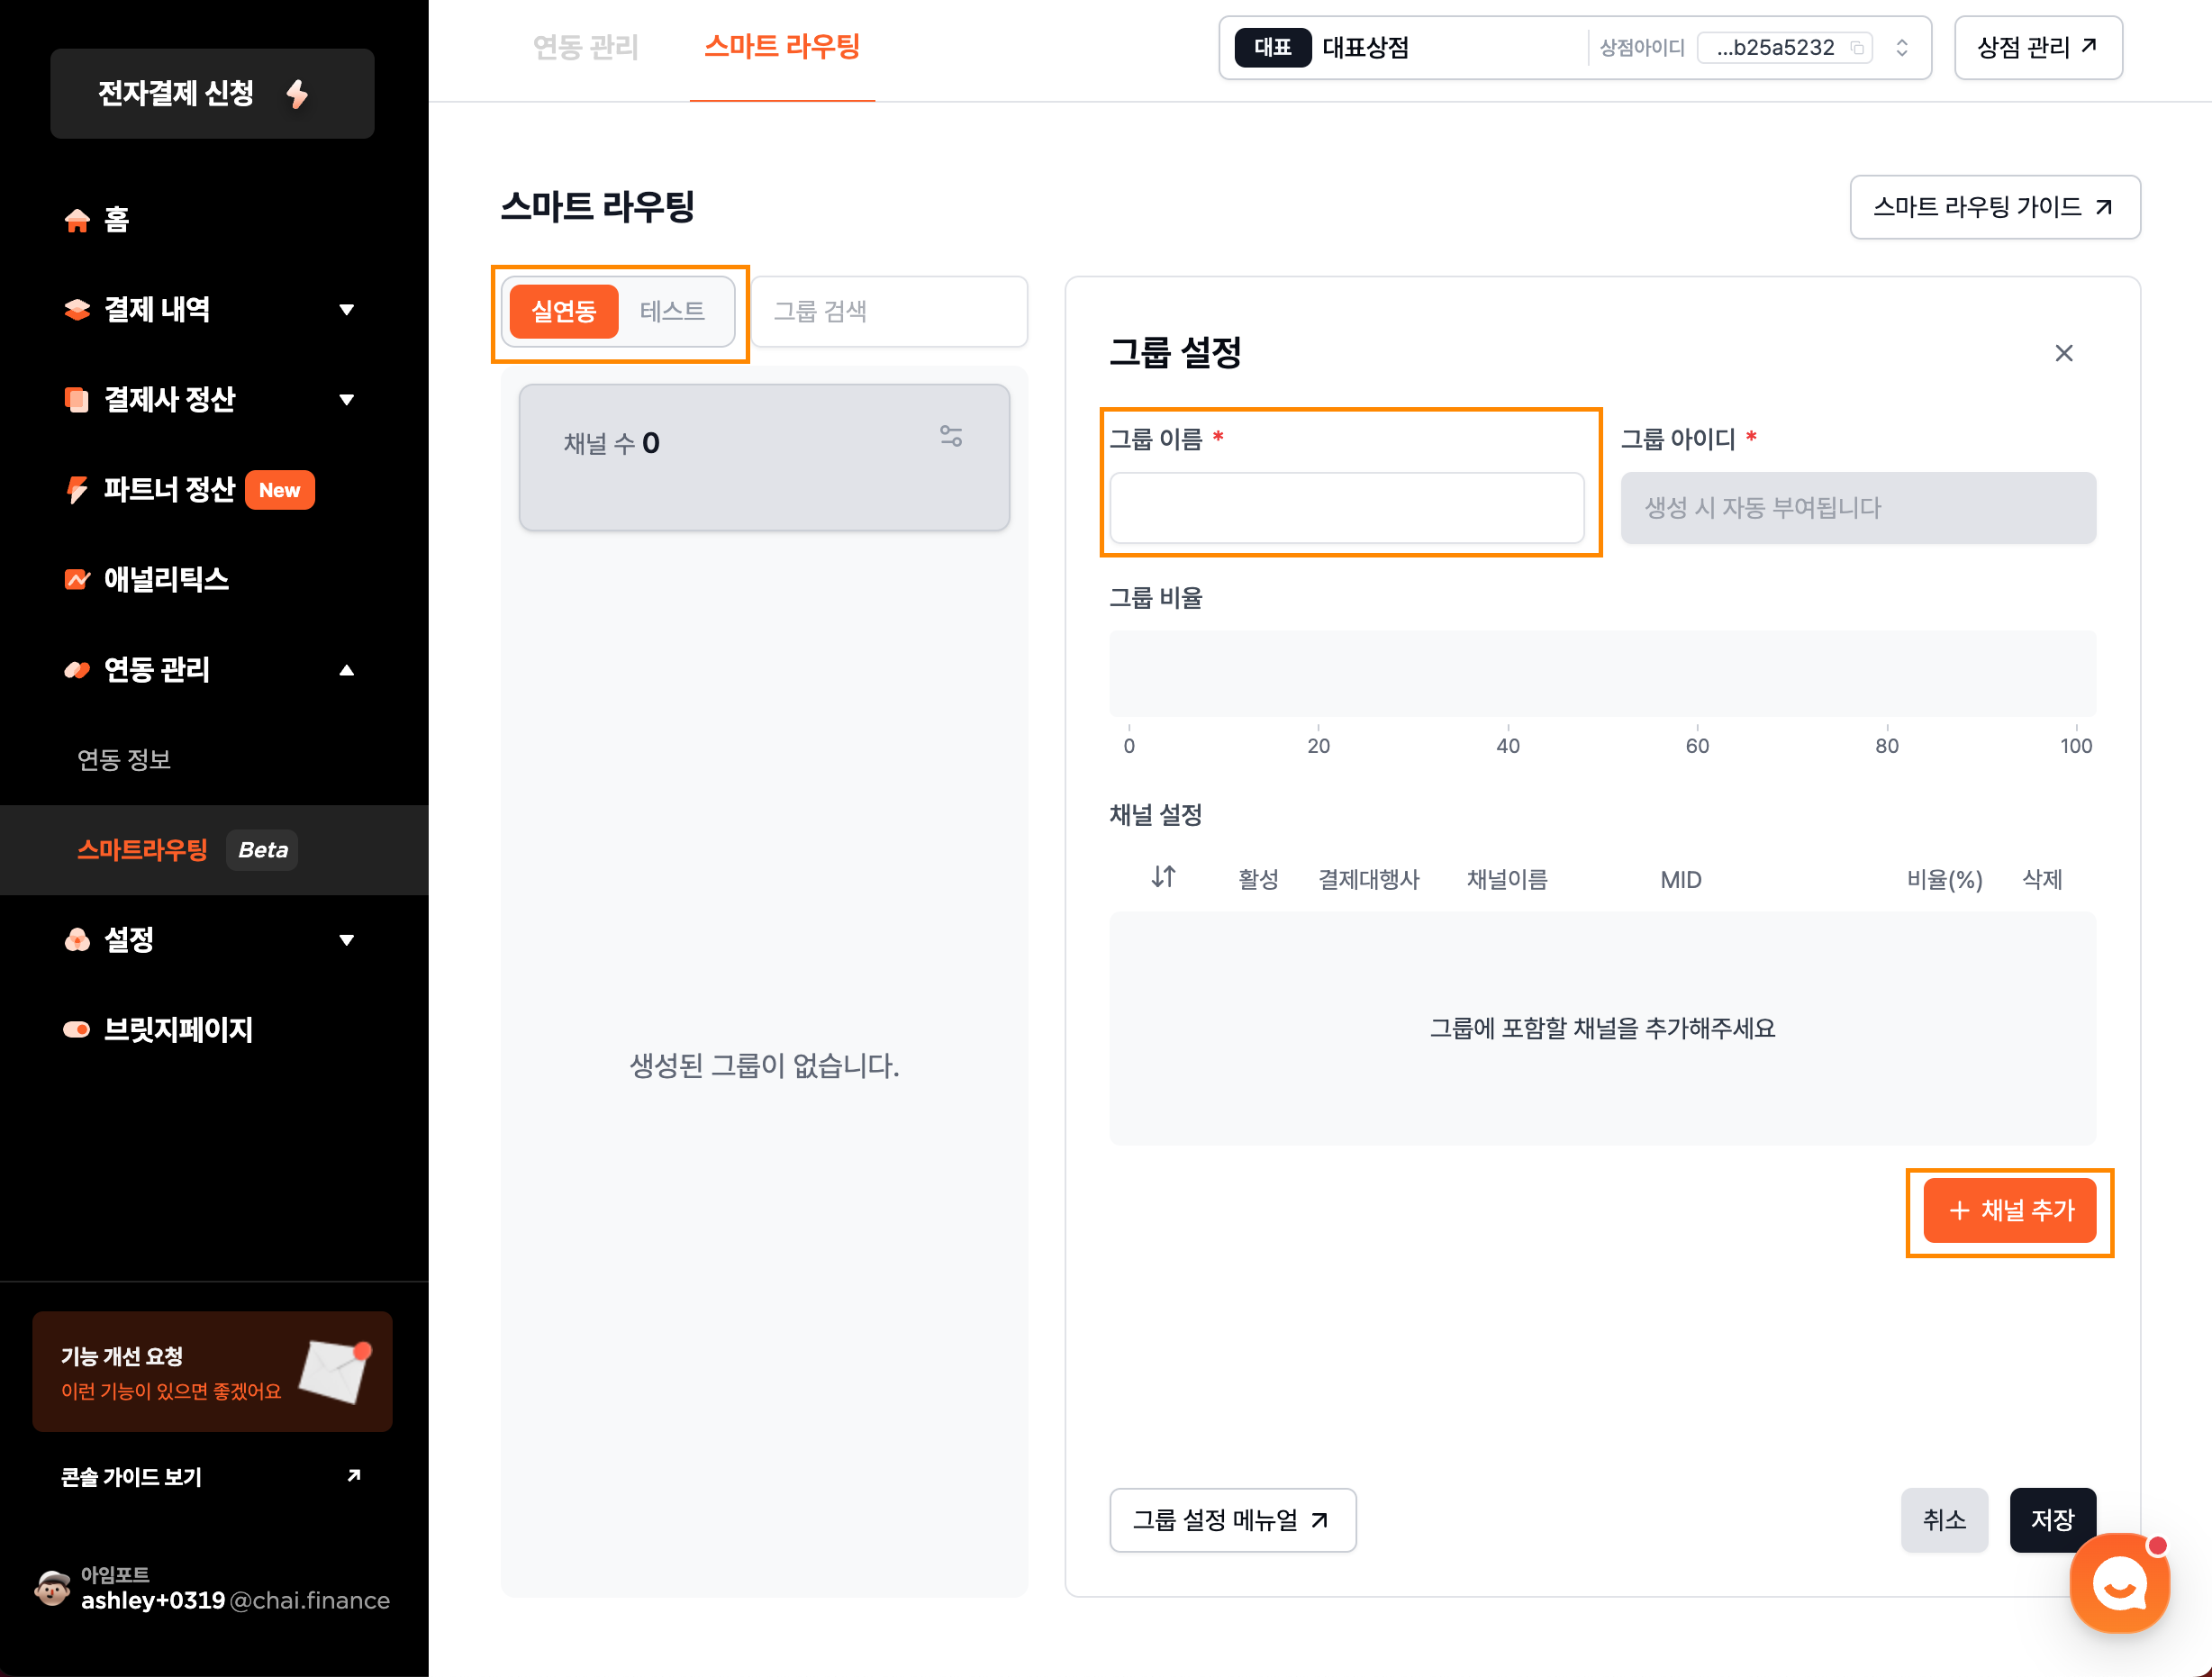 전자결제 신청
홈
결제 내역
결제사 정산
파트너 정산 New
애널리틱스
연동 관리
연동 정보
스마트라우팅 Beta
설정
브릿지페이지
기능 개선 요청
이런 기능이 있으면 좋겠어요
콘솔 가이드 보기
아임포트
ashley+0319@chai.finance
연동 관리
스마트 라우팅
대표 대표상점 상점아이디 ...b25a5232
상점 관리
스마트 라우팅
스마트 라우팅 가이드
실연동 테스트
그룹 검색
채널 수 0
생성된 그룹이 없습니다.
그룹 설정
그룹 이름 *
그룹 아이디 *
생성 시 자동 부여됩니다
그룹 비율
0 20 40 60 80 100
채널 설정
활성 결제대행사 채널이름 MID 비율(%) 삭제
그룹에 포함할 채널을 추가해주세요
+ 채널 추가
그룹 설정 메뉴얼
취소
저장